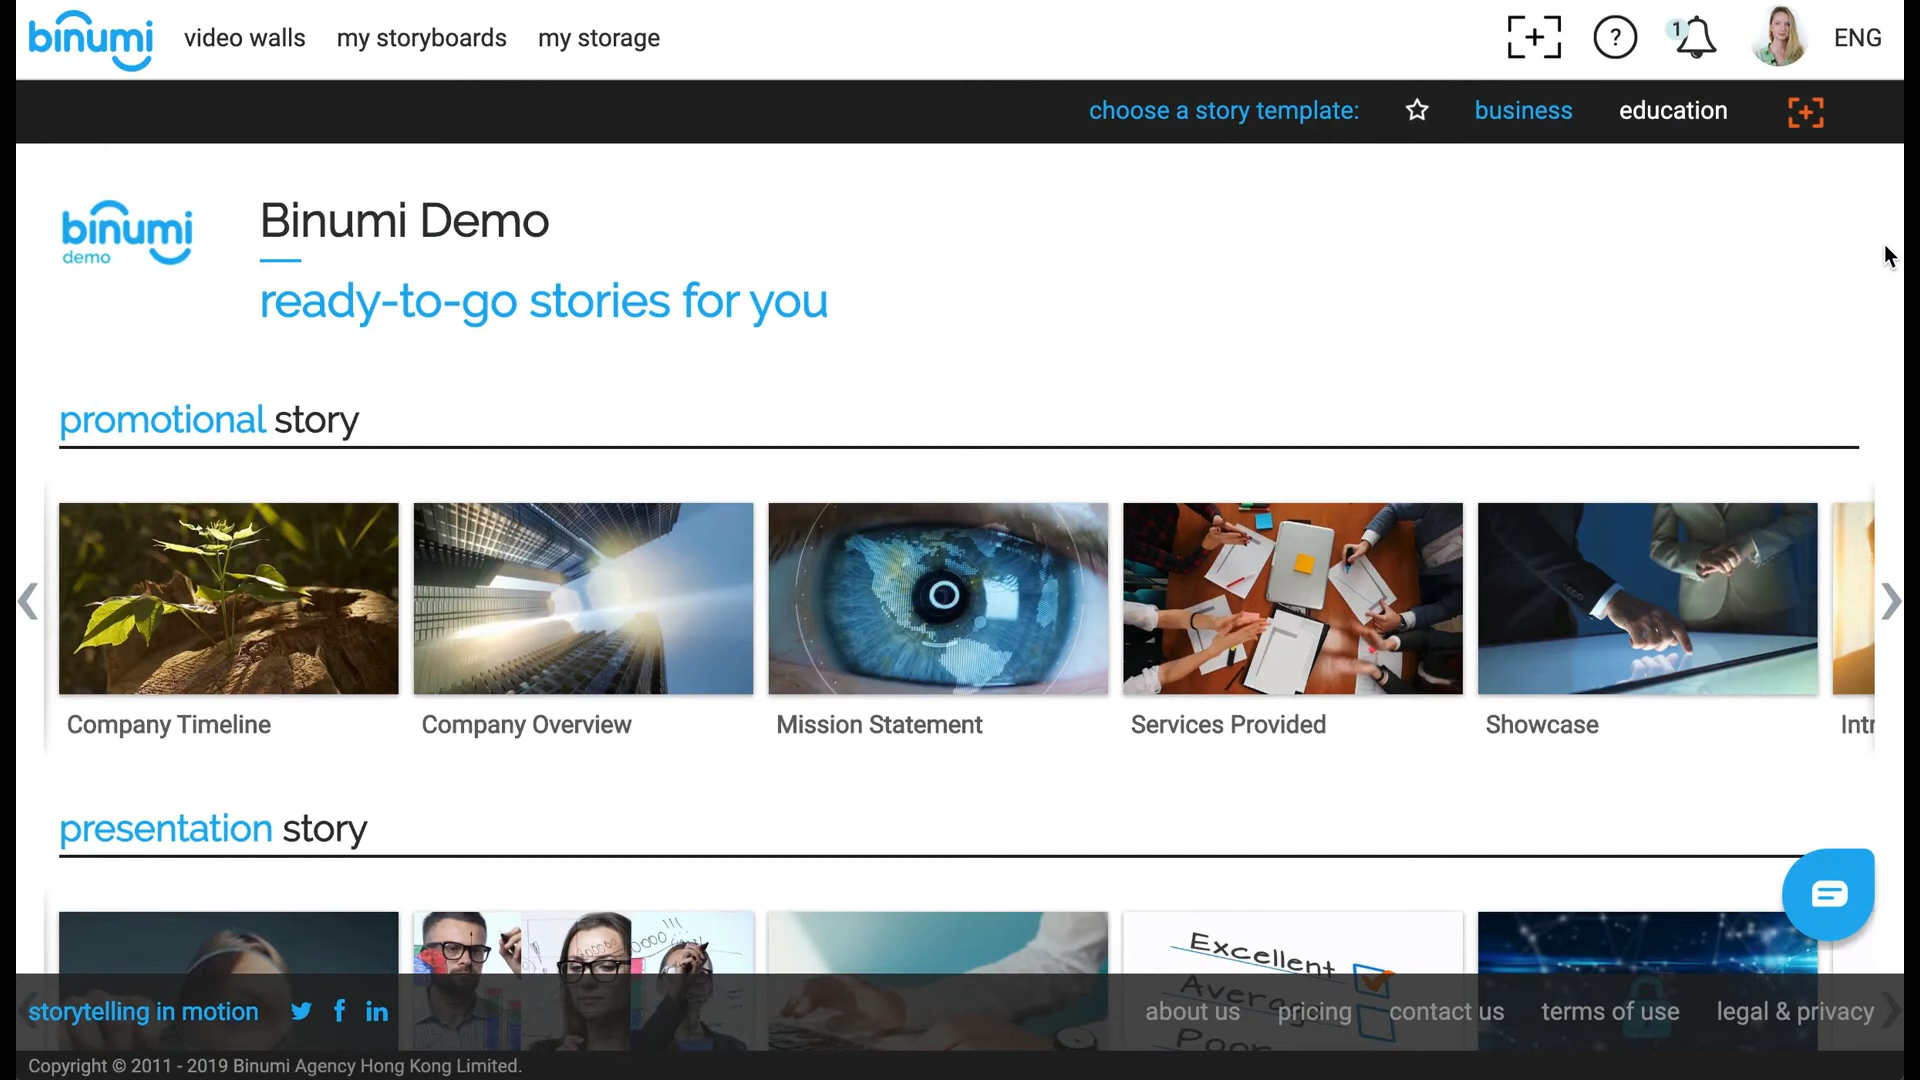 binumi video walls my storyboards my storage ? 1 ENG
choose a story template: business education
binumi
demo
Binumi Demo
ready-to-go stories for you
promotional story
Company Timeline Company Overview Mission Statement Services Provided Showcase Intr
presentation story
Excellent
Average
Poor
storytelling in motion about us pricing contact us terms of use legal & privacy
Copyright © 2011 - 2019 Binumi Agency Hong Kong Limited.